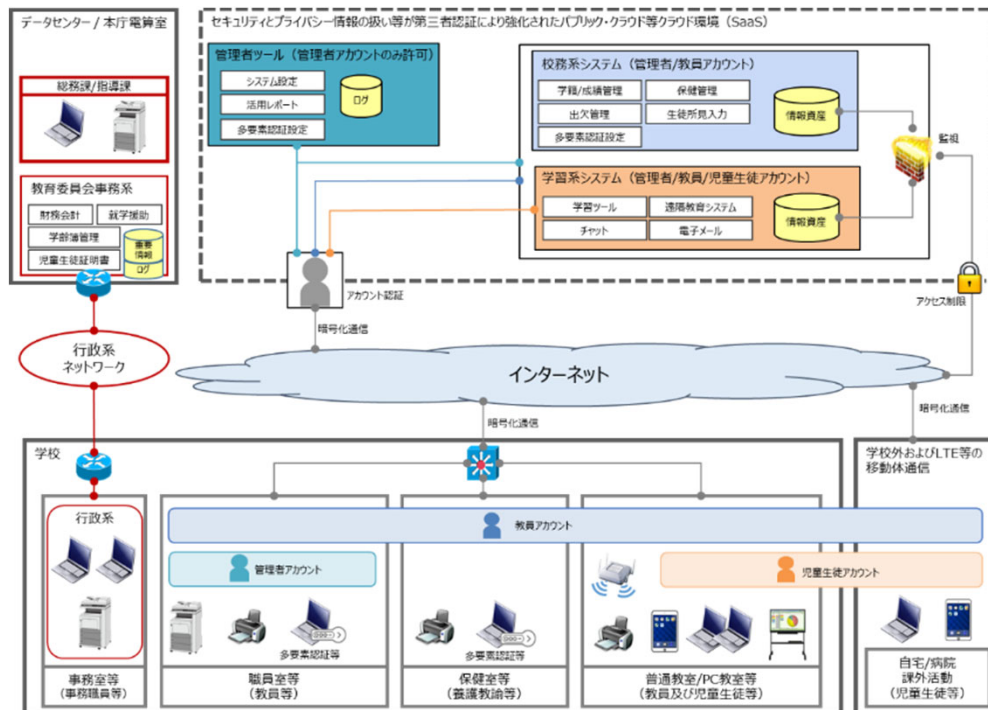 データセンター / 本庁電算室
総務課/指導課
教育委員会事務系
財務会計
就学援助
学齢簿管理
児童生徒証明書
重要
情報
ログ
行政系
ネットワーク
セキュリティとプライバシー情報の扱い等が第三者認証により強化されたパブリック・クラウド等クラウド環境（SaaS）
管理者ツール（管理者アカウントのみ許可）
システム設定
活用レポート
多要素認証設定
ログ
校務系システム（管理者/教員アカウント）
学籍/成績管理
保健管理
出欠管理
生徒所見入力
多要素認証設定
情報資産
学習系システム（管理者/教員/児童生徒アカウント）
学習ツール
遠隔教育システム
チャット
電子メール
情報資産
監視
アカウント認証
アクセス制限
暗号化通信
インターネット
暗号化通信
暗号化通信
学校
行政系
事務室等
（事務職員等）
教員アカウント
管理者アカウント
児童生徒アカウント
多要素認証等
職員室等
（教員等）
多要素認証等
保健室等
（養護教諭等）
普通教室/PC教室等
（教員及び児童生徒等）
学校外およびLTE等の
移動体通信
自宅/病院
課外活動
（児童生徒等）